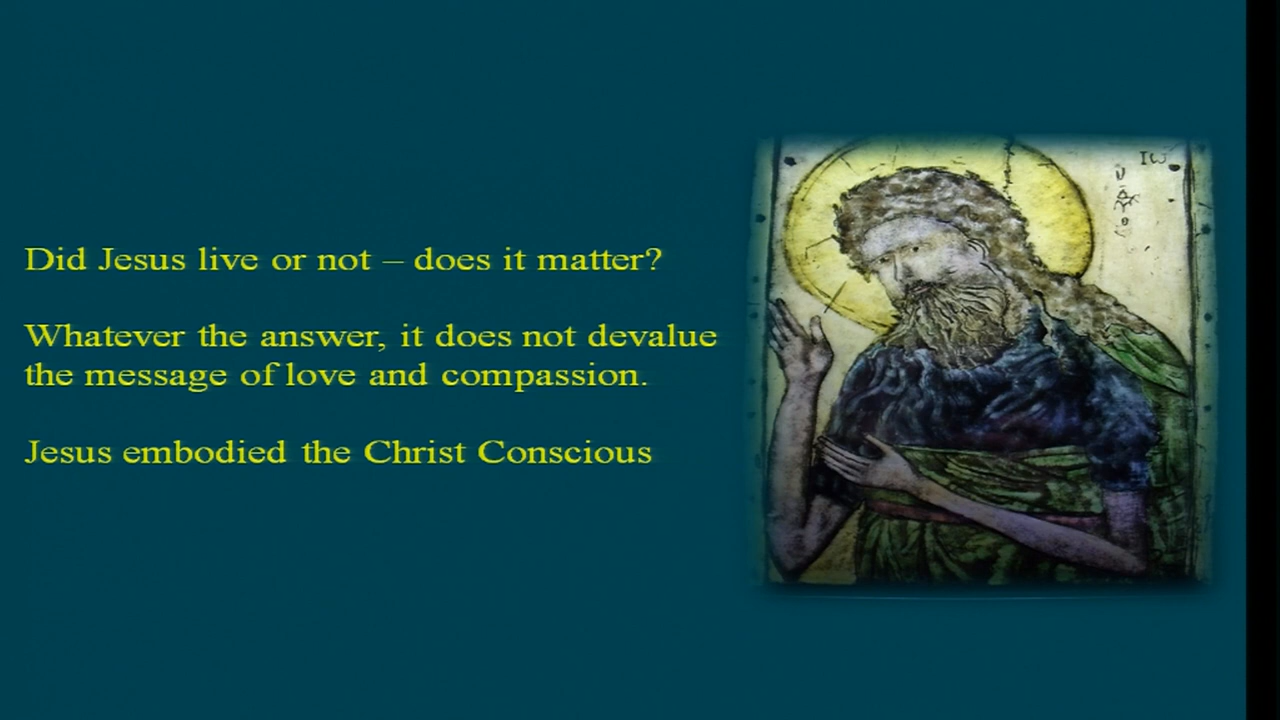 Did Jesus live or not – does it matter?
Whatever the answer, it does not devalue
the message of love and compassion.
Jesus embodied the Christ Conscious
ΙѠ